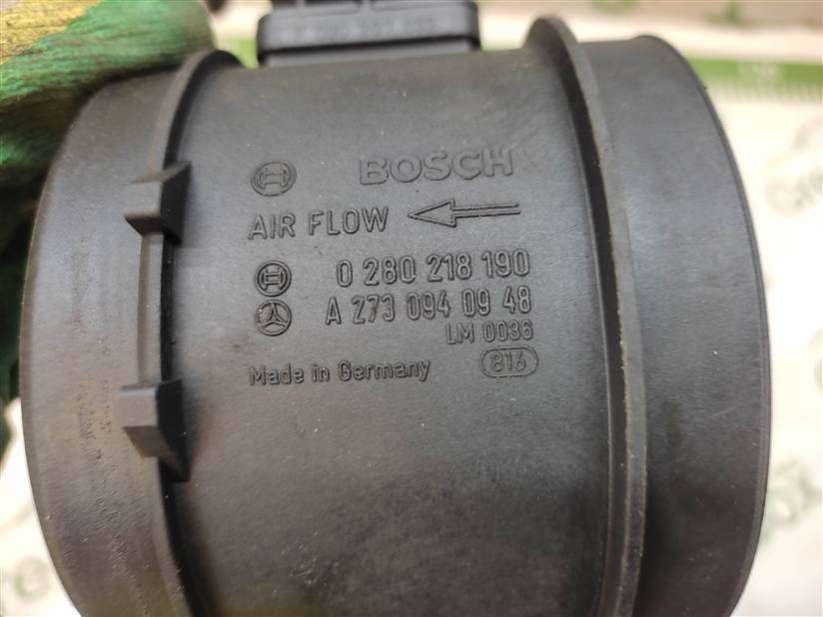 BOSCH
AIR FLOW
0 280 218 190
A 273 094 09 48
LM 0036
Made in Germany 816